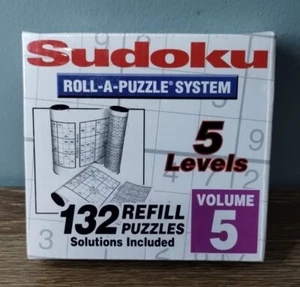 Sudoku
ROLL-A-PUZZLE® SYSTEM
5
Levels
132 REFILL
PUZZLES
Solutions Included
VOLUME
5